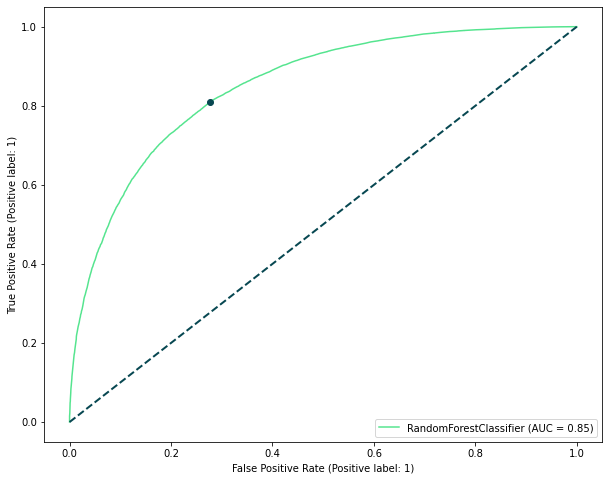 True Positive Rate (Positive label: 1)
1.0
0.8
0.6
0.4
0.2
0.0
0.0 0.2 0.4 0.6 0.8 1.0
False Positive Rate (Positive label: 1)
RandomForestClassifier (AUC = 0.85)